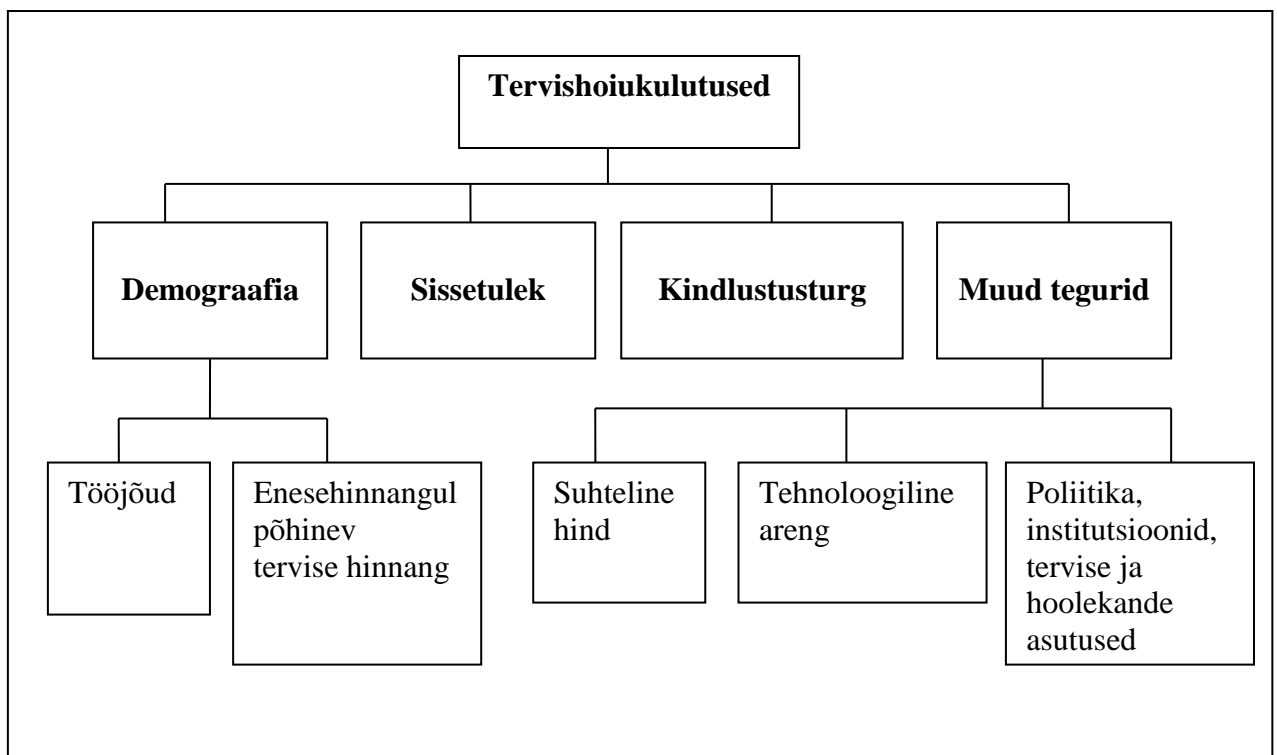 Tervishoiukulutused
Demograafia
Sissetulek
Kindlustusturg
Muud tegurid
Tööjõud
Enesehinnangul
põhinev
tervise hinnang
Suhteline
hind
Tehnoloogiline
areng
Poliitika,
institutsioonid,
tervise ja
hoolekande
asutused